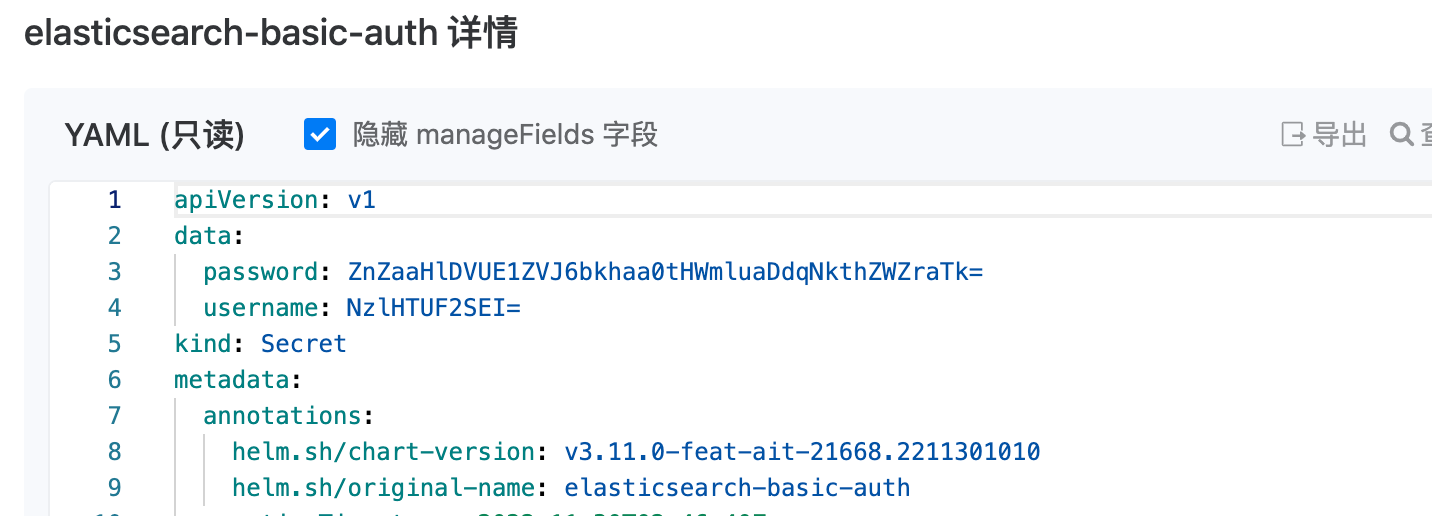 elasticsearch-basic-auth 详情
YAML (只读) 隐藏 manageFields 字段 导出
1 apiVersion: v1
2 data:
3 password: ZnZaaHlDVUE1ZVJ6bkhaa0tHWmluaDdqNkthZWZraTk=
4 username: NzlHTUF2SEI=
5 kind: Secret
6 metadata:
7 annotations:
8 helm.sh/chart-version: v3.11.0-feat-ait-21668.2211301010
9 helm.sh/original-name: elasticsearch-basic-auth